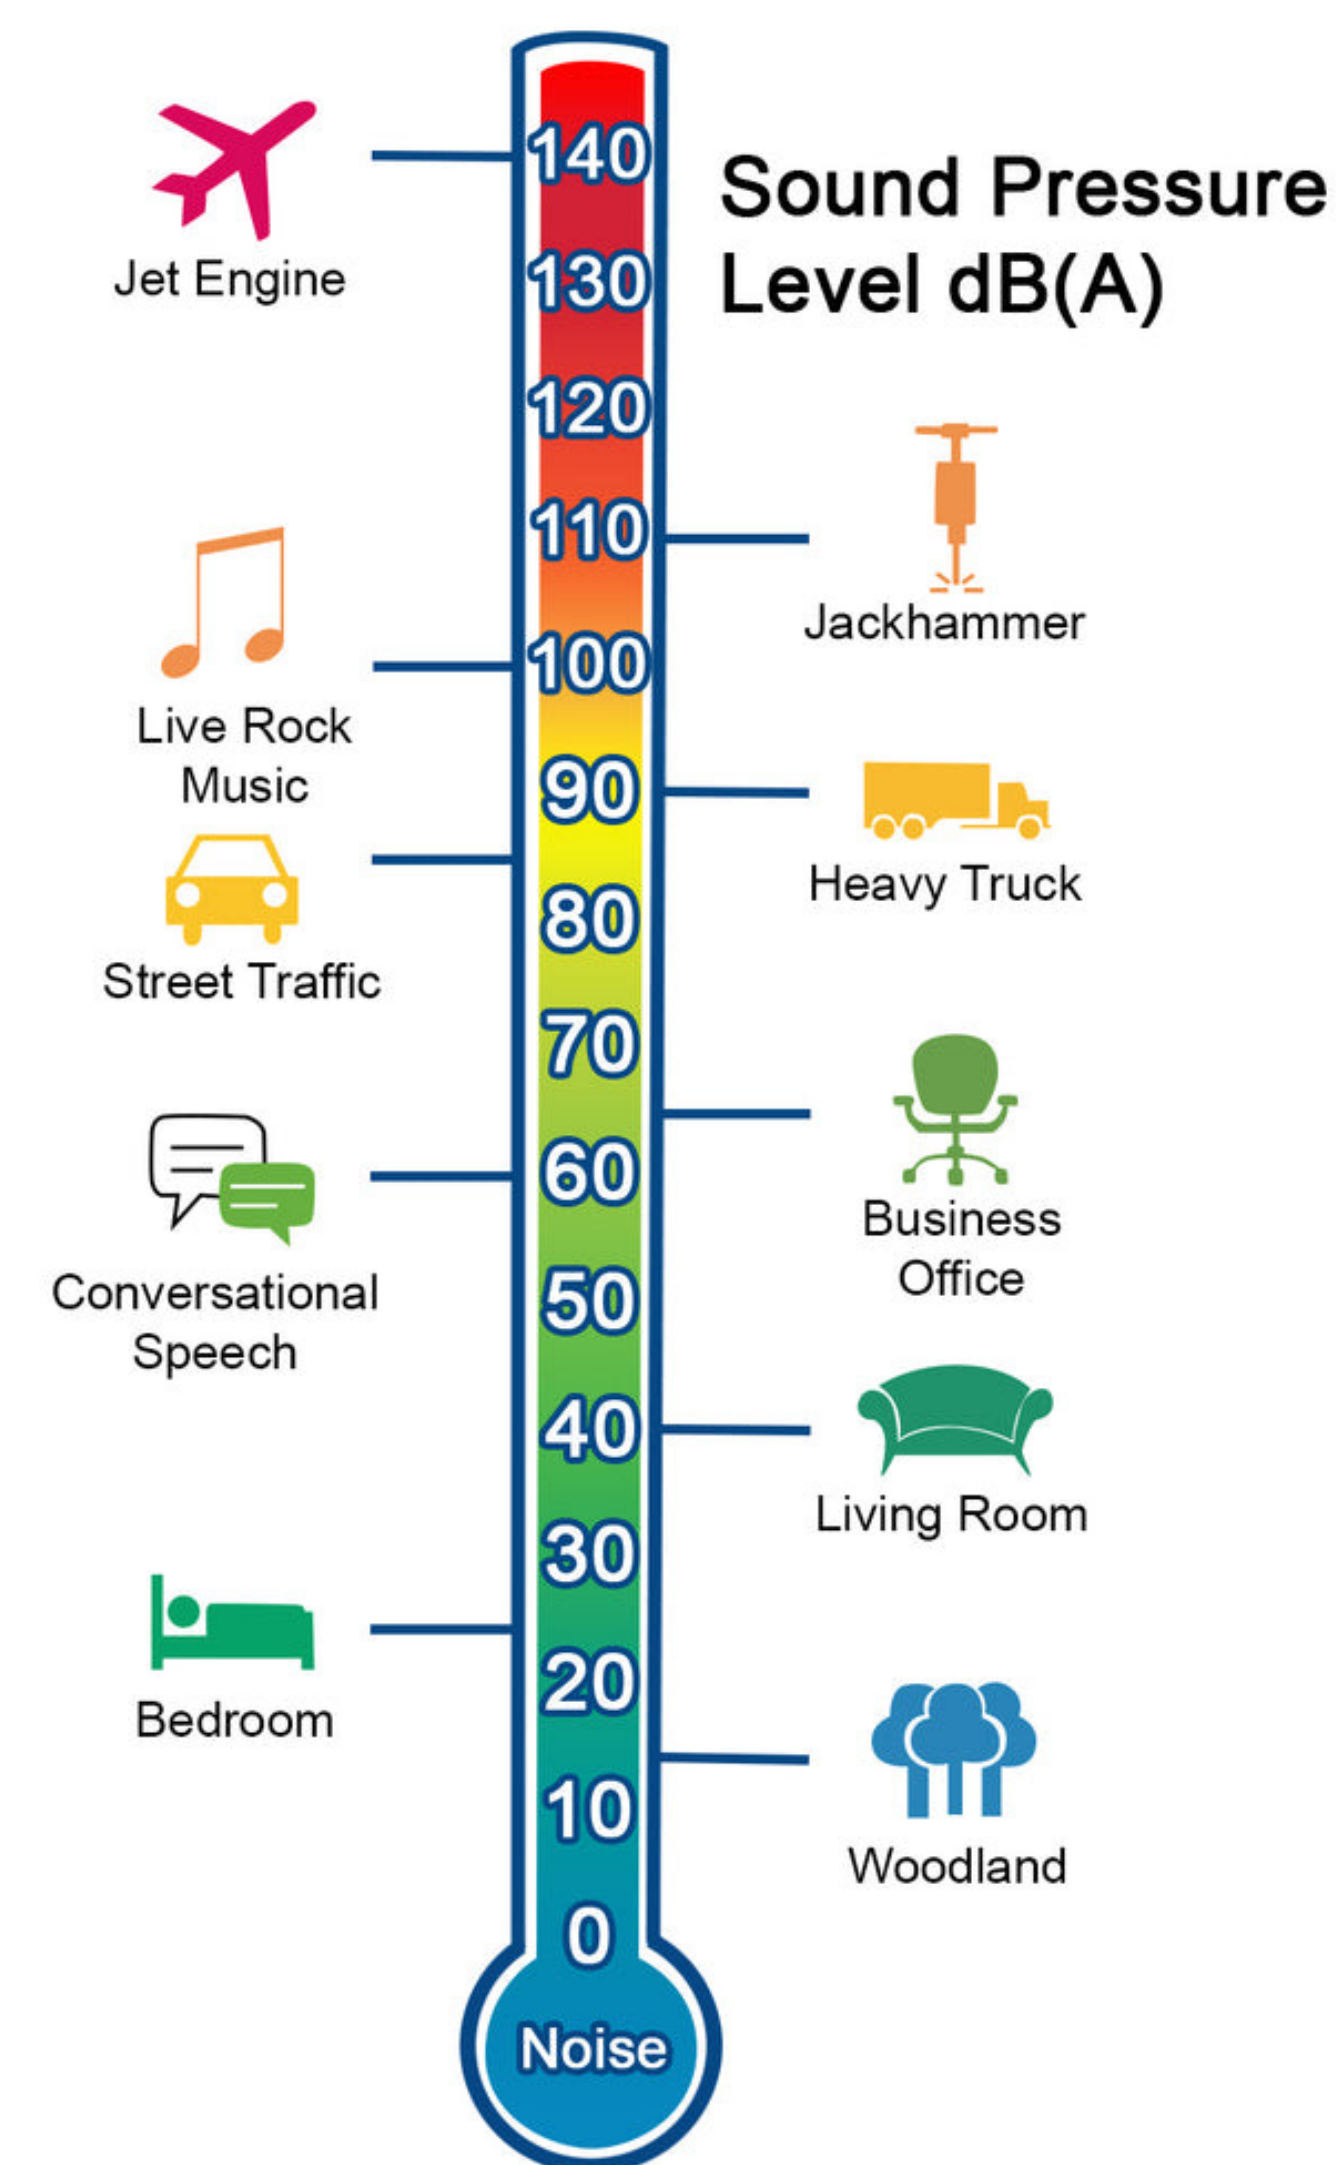 140
Sound Pressure
Level dB(A)
Jet Engine
130
120
110
Jackhammer
100
Live Rock
Music
90
Heavy Truck
80
Street Traffic
70
60
Business
Office
Conversational
Speech
50
40
Living Room
30
20
Bedroom
10
Woodland
0
Noise